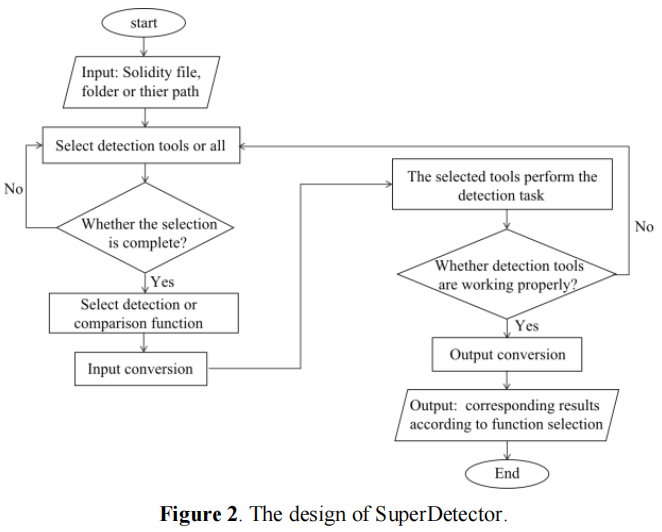 start
Input: Solidity file,
folder or thier path
Select detection tools or all
No
Whether the selection
is complete?
Yes
Select detection or
comparison function
Input conversion
The selected tools perform the
detection task
No
Whether detection tools
are working properly?
Yes
Output conversion
Output: corresponding results
according to function selection
End
Figure 2. The design of SuperDetector.